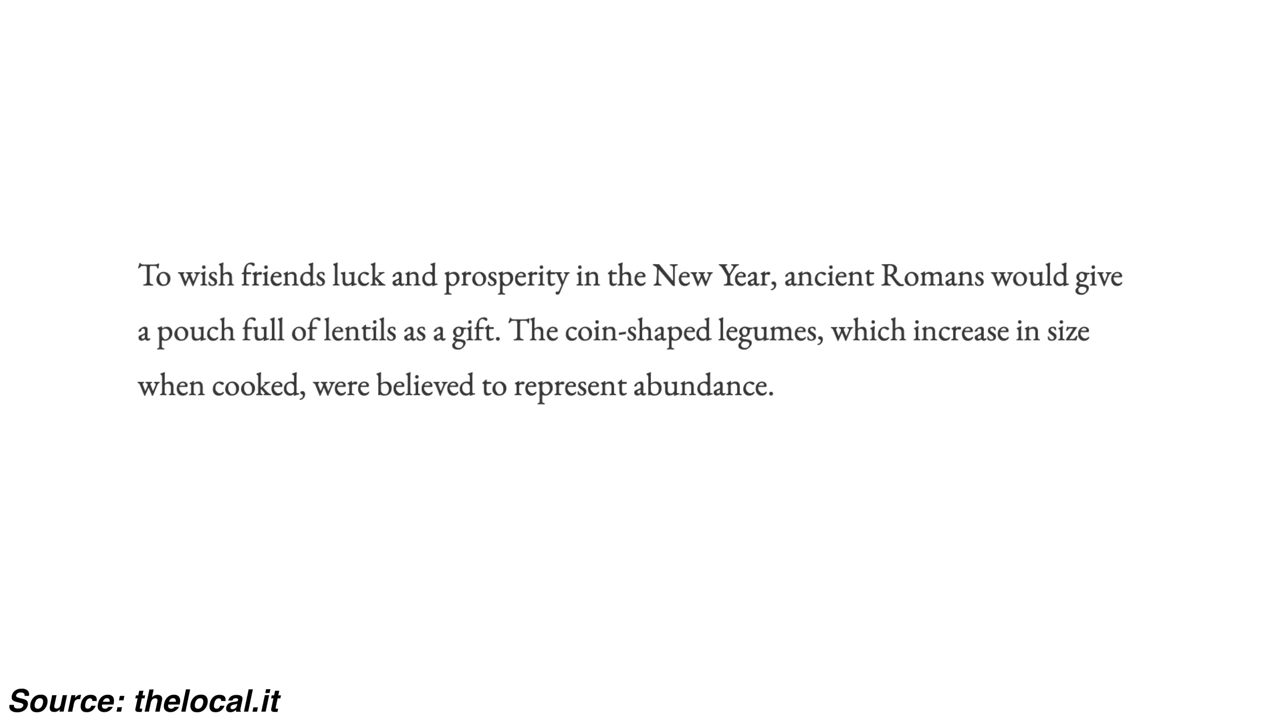 To wish friends luck and prosperity in the New Year, ancient Romans would give
a pouch full of lentils as a gift. The coin-shaped legumes, which increase in size
when cooked, were believed to represent abundance.
Source: thelocal.it